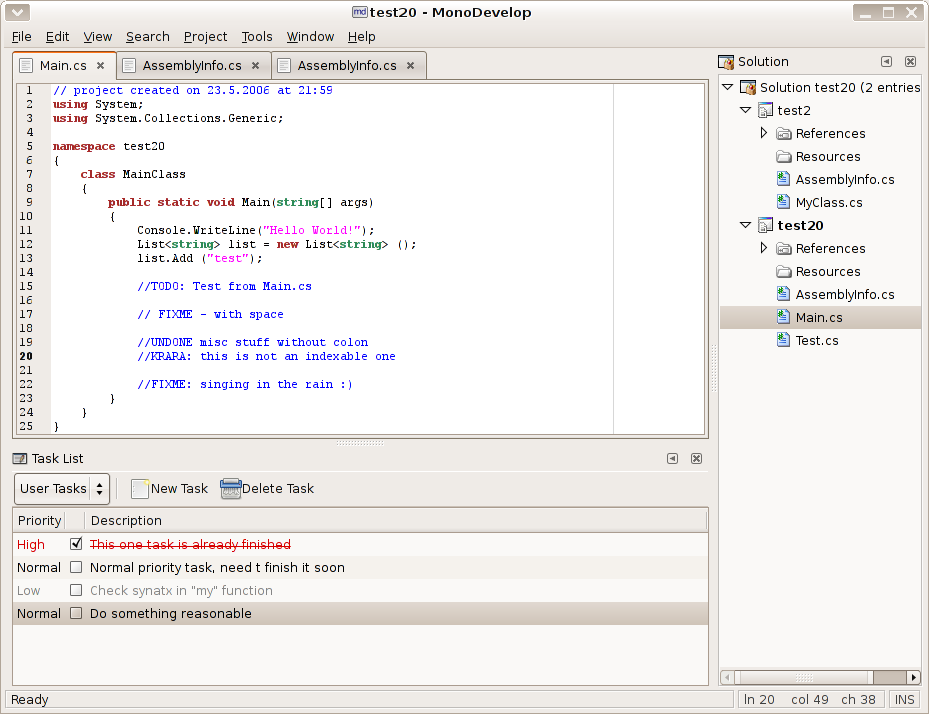 test20 - MonoDevelop
File Edit View Search Project Tools Window Help
Main.cs AssemblyInfo.cs AssemblyInfo.cs
1 // project created on 23.5.2006 at 21:59
2 using System;
3 using System.Collections.Generic;
4
5 namespace test20
6 {
7 class MainClass
8 {
9 public static void Main(string[] args)
10 {
11 Console.WriteLine("Hello World!");
12 List<string> list = new List<string> ();
13 list.Add ("test");
14
15 //TODO: Test from Main.cs
16
17 // FIXME - with space
18
19 //UNDONE misc stuff without colon
20 //KRARA: this is not an indexable one
21
22 //FIXME: singing in the rain :)
23 }
24 }
25 }
Solution
Solution test20 (2 entries
test2
References
Resources
AssemblyInfo.cs
MyClass.cs
test20
References
Resources
AssemblyInfo.cs
Main.cs
Test.cs
Task List
User Tasks New Task Delete Task
Priority Description
High This one task is already finished
Normal Normal priority task, need t finish it soon
Low Check synatx in "my" function
Normal Do something reasonable
Ready ln 20 col 49 ch 38 INS